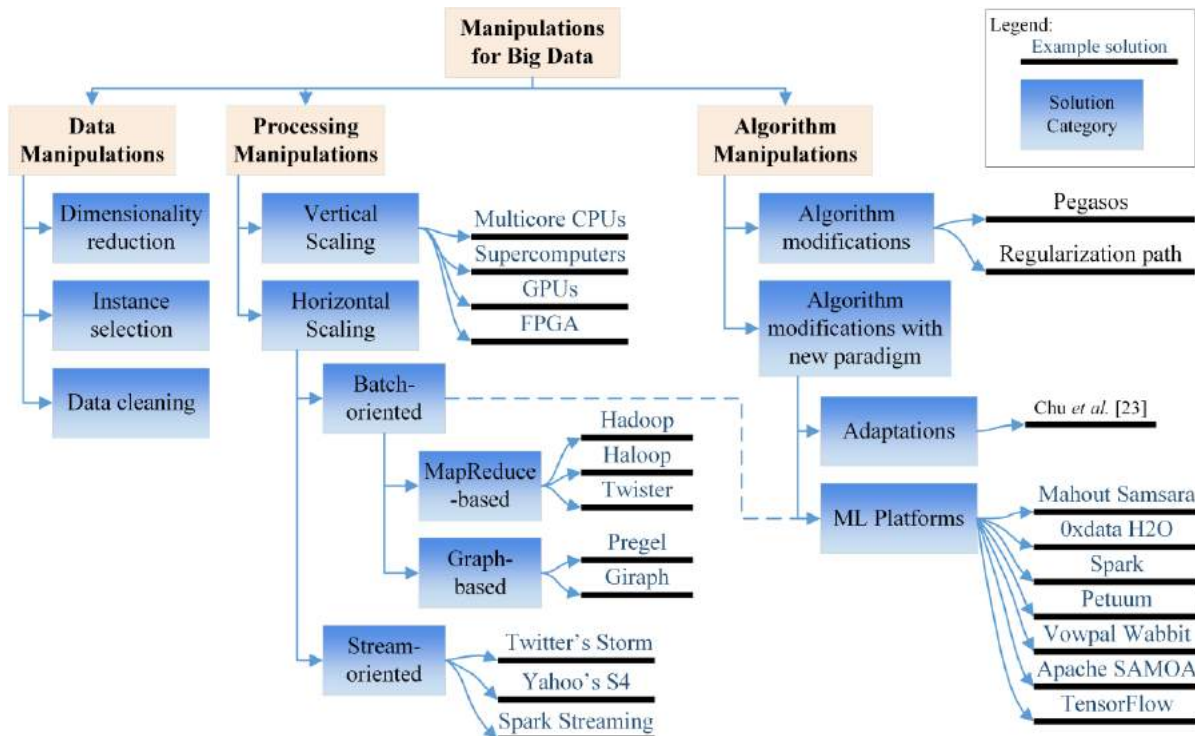 Manipulations
for Big Data
Legend:
Example solution
Solution
Category
Data
Manipulations
Dimensionality
reduction
Instance
selection
Data cleaning
Processing
Manipulations
Vertical
Scaling
Multicore CPUs
Supercomputers
GPUs
FPGA
Horizontal
Scaling
Batch-
oriented
MapReduce
-based
Hadoop
Haloop
Twister
Graph-
based
Pregel
Giraph
Stream-
oriented
Twitter's Storm
Yahoo's S4
Spark Streaming
Algorithm
Manipulations
Algorithm
modifications
Pegasos
Regularization path
Algorithm
modifications with
new paradigm
Adaptations
Chu et al. [23]
ML Platforms
Mahout Samsara
0xdata H2O
Spark
Petuum
Vowpal Wabbit
Apache SAMOA
TensorFlow